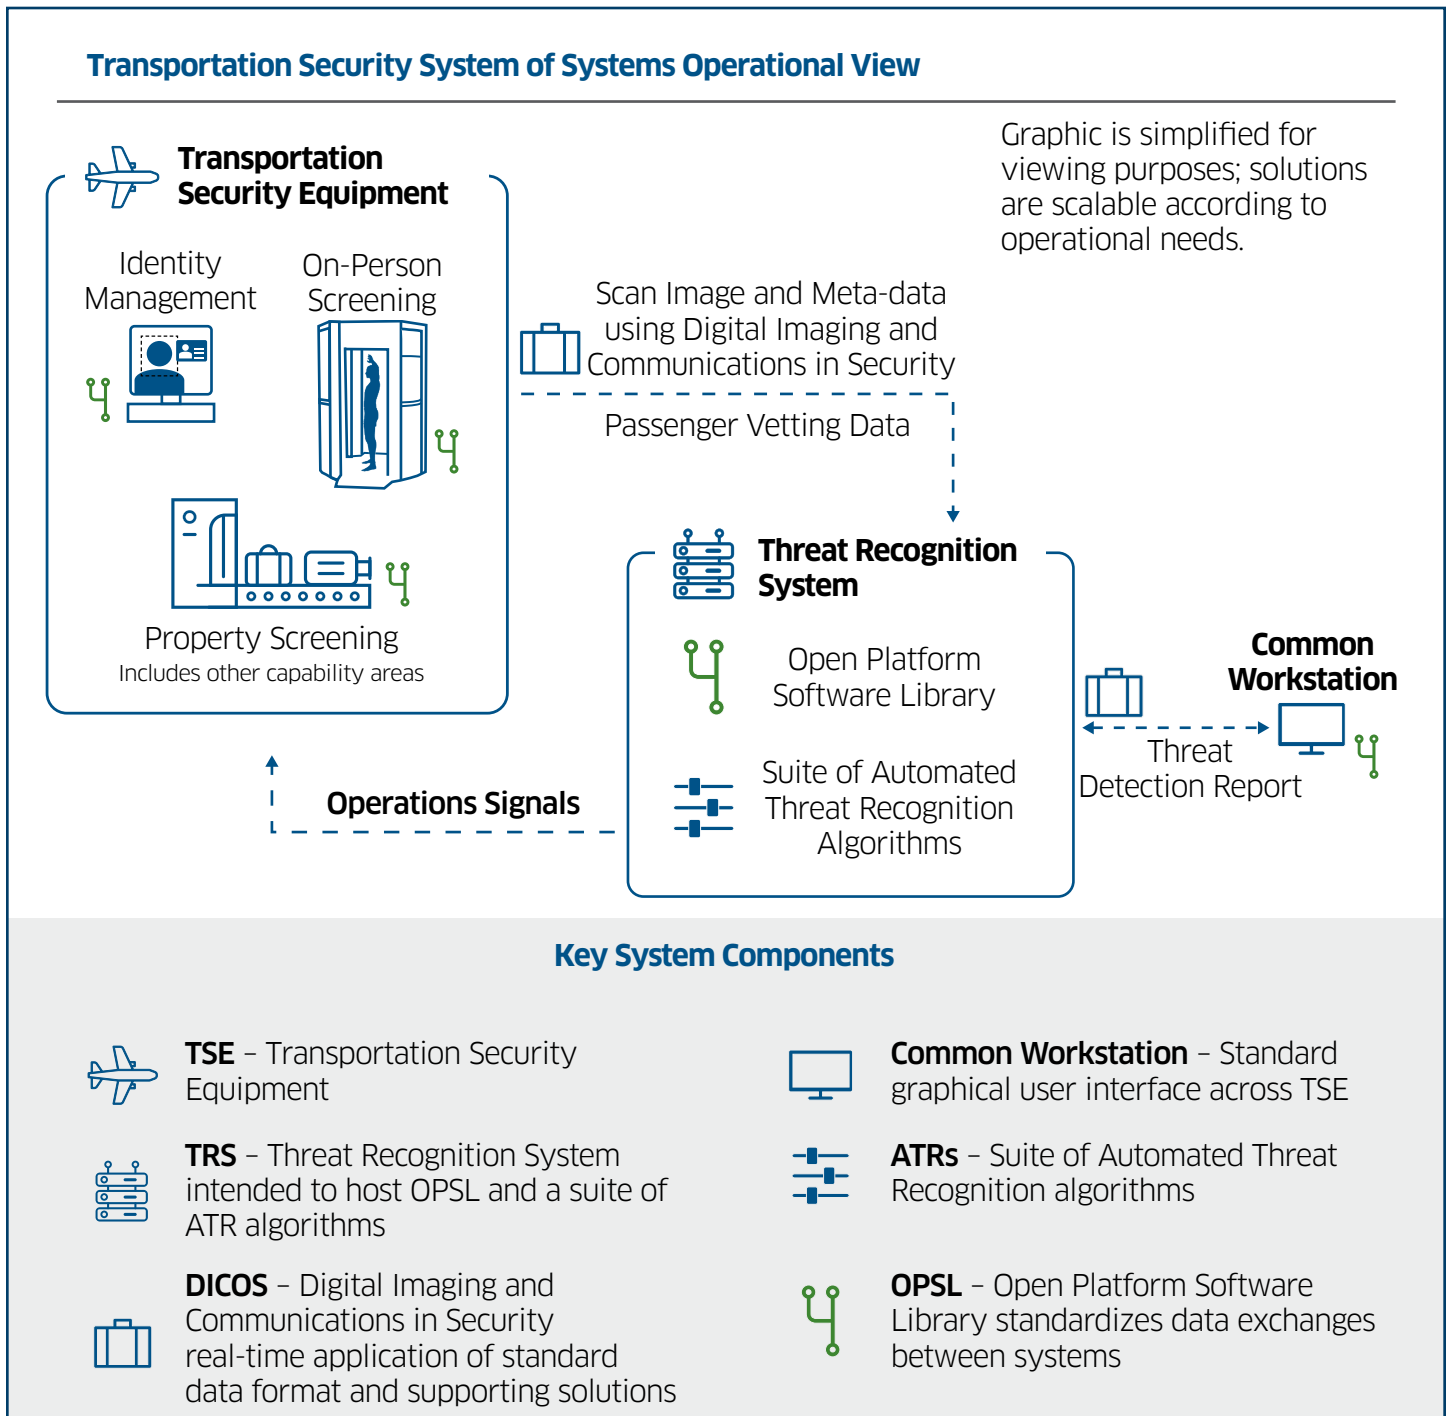 Transportation Security System of Systems Operational View
Graphic is simplified for
viewing purposes; solutions
are scalable according to
operational needs.
Transportation
Security Equipment
Identity
Management
On-Person
Screening
Property Screening
Includes other capability areas
Scan Image and Meta-data
using Digital Imaging and
Communications in Security
Passenger Vetting Data
Threat Recognition
System
Open Platform
Software Library
Suite of Automated
Threat Recognition
Algorithms
Common
Workstation
Threat
Detection Report
Operations Signals
Key System Components
TSE – Transportation Security
Equipment
TRS – Threat Recognition System
intended to host OPSL and a suite of
ATR algorithms
DICOS – Digital Imaging and
Communications in Security
real-time application of standard
data format and supporting solutions
Common Workstation – Standard
graphical user interface across TSE
ATRs – Suite of Automated Threat
Recognition algorithms
OPSL – Open Platform Software
Library standardizes data exchanges
between systems